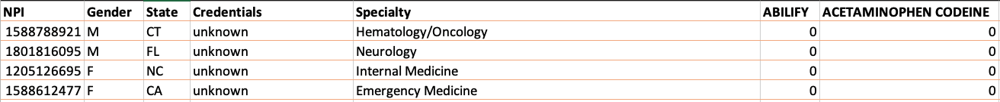 NPI Gender State Credentials Specialty ABILIFY ACETAMINOPHEN CODEINE
1588788921 M CT unknown Hematology/Oncology 0 0
1801816095 M FL unknown Neurology 0 0
1205126695 F NC unknown Internal Medicine 0 0
1588612477 F CA unknown Emergency Medicine 0 0